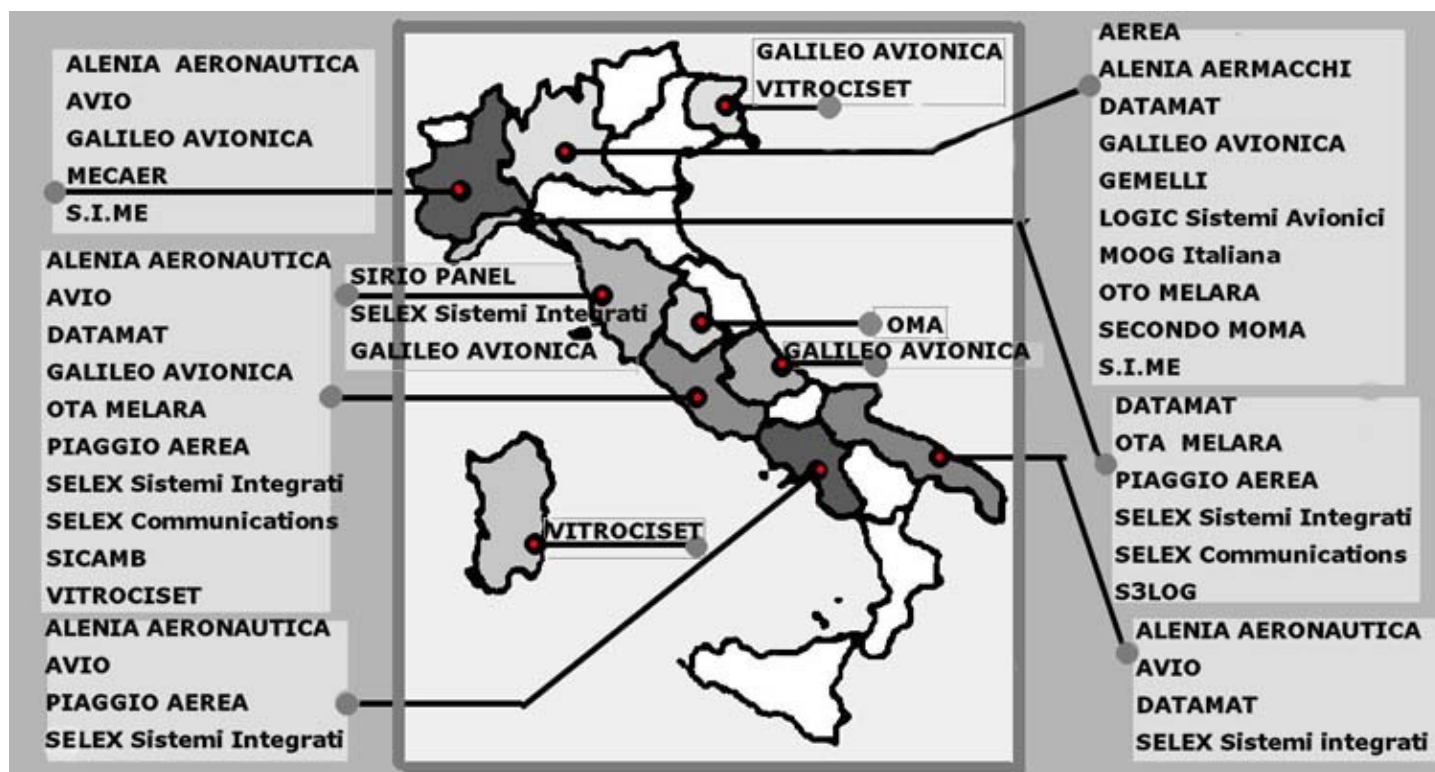 ALENIA AERONAUTICA
AVIO
GALILEO AVIONICA
MECAER
S.I.ME
ALENIA AERONAUTICA
AVIO
DATAMAT
GALILEO AVIONICA
OTA MELARA
PIAGGIO AEREA
SELEX Sistemi Integrati
SELEX Communications
SICAMB
VITROCISET
ALENIA AERONAUTICA
AVIO
PIAGGIO AEREA
SELEX Sistemi Integrati
SIRIO PANEL
SELEX Sistemi Integrati
GALILEO AVIONICA
GALILEO AVIONICA
VITROCISET
OMA
GALILEO AVIONICA
VITROCISET
AEREA
ALENIA AERMACCHI
DATAMAT
GALILEO AVIONICA
GEMELLI
LOGIC Sistemi Avionici
MOOG Italiana
OTO MELARA
SECONDO MOMA
S.I.ME
DATAMAT
OTA MELARA
PIAGGIO AEREA
SELEX Sistemi Integrati
SELEX Communications
S3LOG
ALENIA AERONAUTICA
AVIO
DATAMAT
SELEX Sistemi integrati